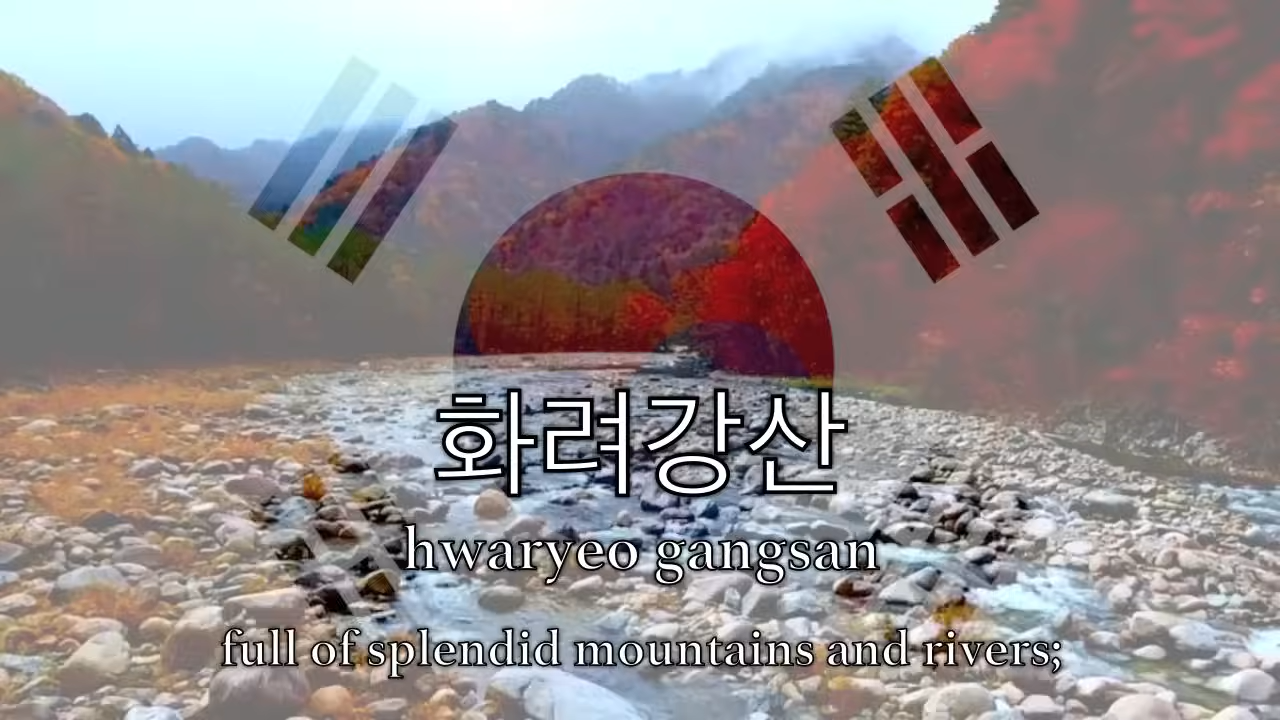 화려강산
hwaryeo gangsan
full of splendid mountains and rivers;